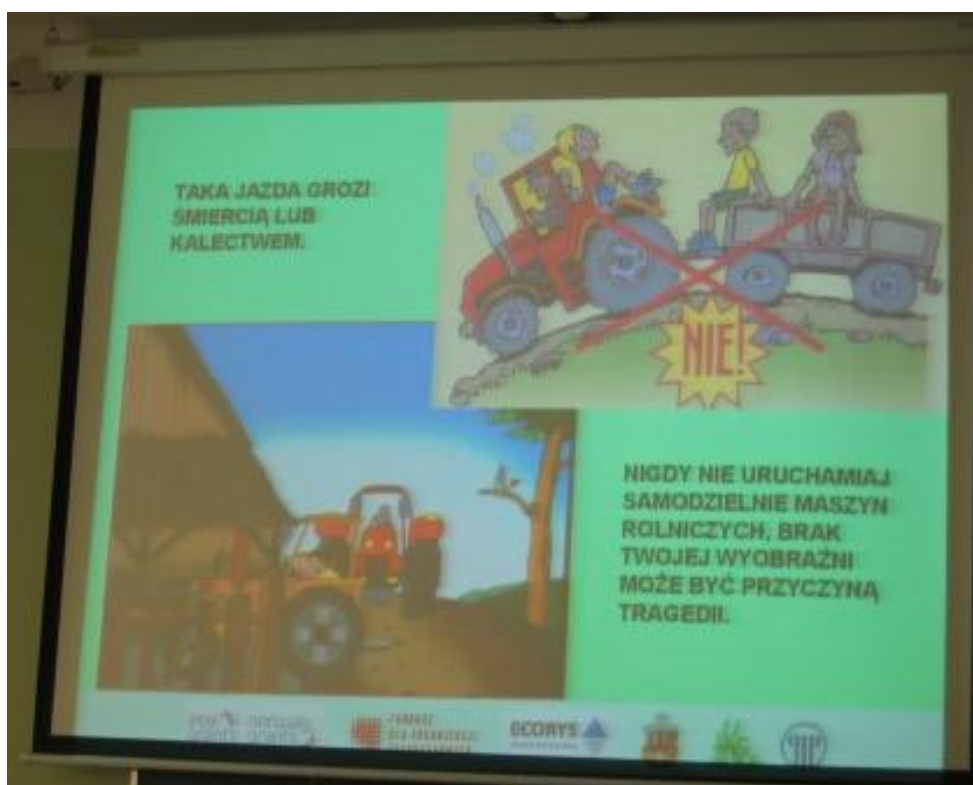 TAKA JAZDA GROZI
ŚMIERCIĄ LUB
KALECTWEM.
NIE!
NIGDY NIE URUCHAMIAJ
SAMODZIELNIE MASZYN
ROLNICZYCH, BRAK
TWOJEJ WYOBRAŹNI
MOŻE BYĆ PRZYCZYNĄ
TRAGEDII.
ECORYS